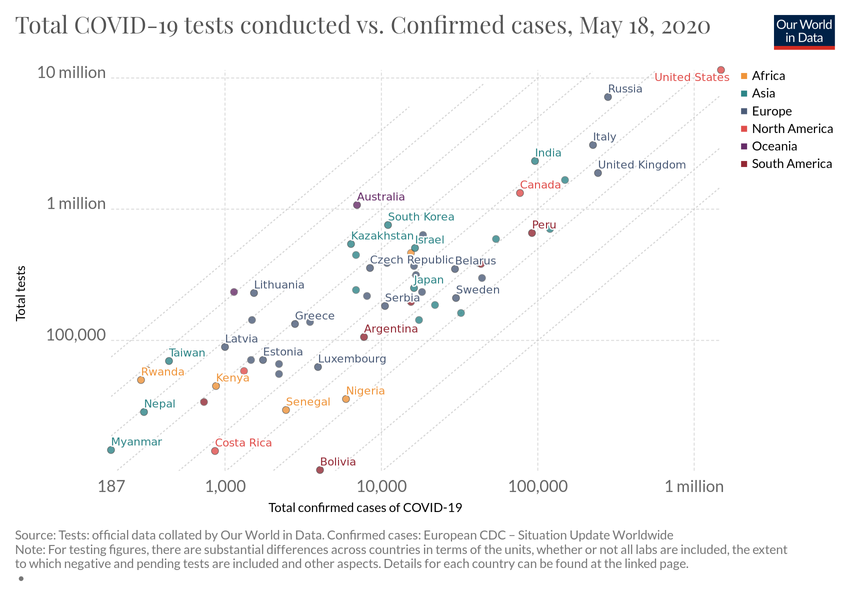 Total COVID-19 tests conducted vs. Confirmed cases, May 18, 2020
Our World
in Data
10 million
1 million
100,000
Total tests
United States
Russia
Italy
India
United Kingdom
Canada
Australia
Peru
South Korea
Kazakhstan
Israel
Czech Republic
Belarus
Lithuania
Japan
Sweden
Serbia
Greece
Argentina
Latvia
Taiwan
Estonia
Luxembourg
Rwanda
Kenya
Nigeria
Nepal
Senegal
Myanmar
Costa Rica
Bolivia
Africa
Asia
Europe
North America
Oceania
South America
187
1,000
10,000
100,000
1 million
Total confirmed cases of COVID-19
Source: Tests: official data collated by Our World in Data. Confirmed cases: European CDC – Situation Update Worldwide
Note: For testing figures, there are substantial differences across countries in terms of the units, whether or not all labs are included, the extent
to which negative and pending tests are included and other aspects. Details for each country can be found at the linked page.
•